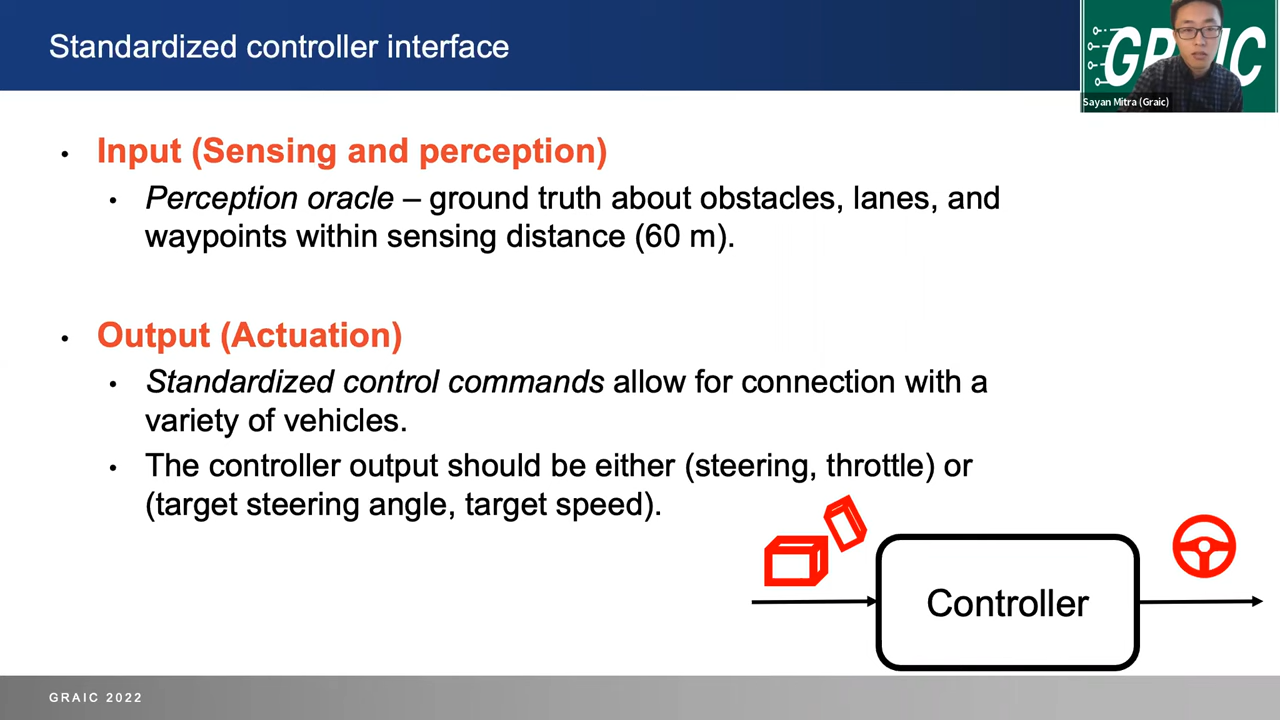 Standardized controller interface
GRAIC
Sayan Mitra (Graic)
• Input (Sensing and perception)
• Perception oracle – ground truth about obstacles, lanes, and
waypoints within sensing distance (60 m).
• Output (Actuation)
• Standardized control commands allow for connection with a
variety of vehicles.
• The controller output should be either (steering, throttle) or
(target steering angle, target speed).
Controller
GRAIC 2022